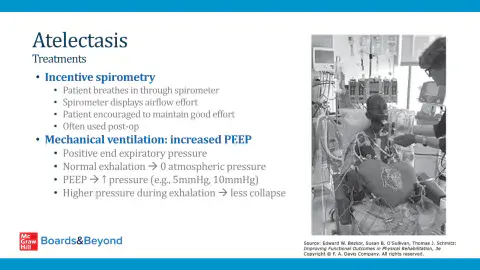 Atelectasis
Treatments
• Incentive spirometry
• Patient breathes in through spirometer
• Spirometer displays airflow effort
• Patient encouraged to maintain good effort
• Often used post-op
• Mechanical ventilation: increased PEEP
• Positive end expiratory pressure
• Normal exhalation → 0 atmospheric pressure
• PEEP → ↑ pressure (e.g., 5mmHg, 10mmHg)
• Higher pressure during exhalation → less collapse
Mc
Graw
Hill
Boards&Beyond
Source: Edward W. Bezkor, Susan B. O'Sullivan, Thomas J. Schmitz:
Improving Functional Outcomes in Physical Rehabilitation, 3e
Copyright © F. A. Davis Company. All rights reserved.